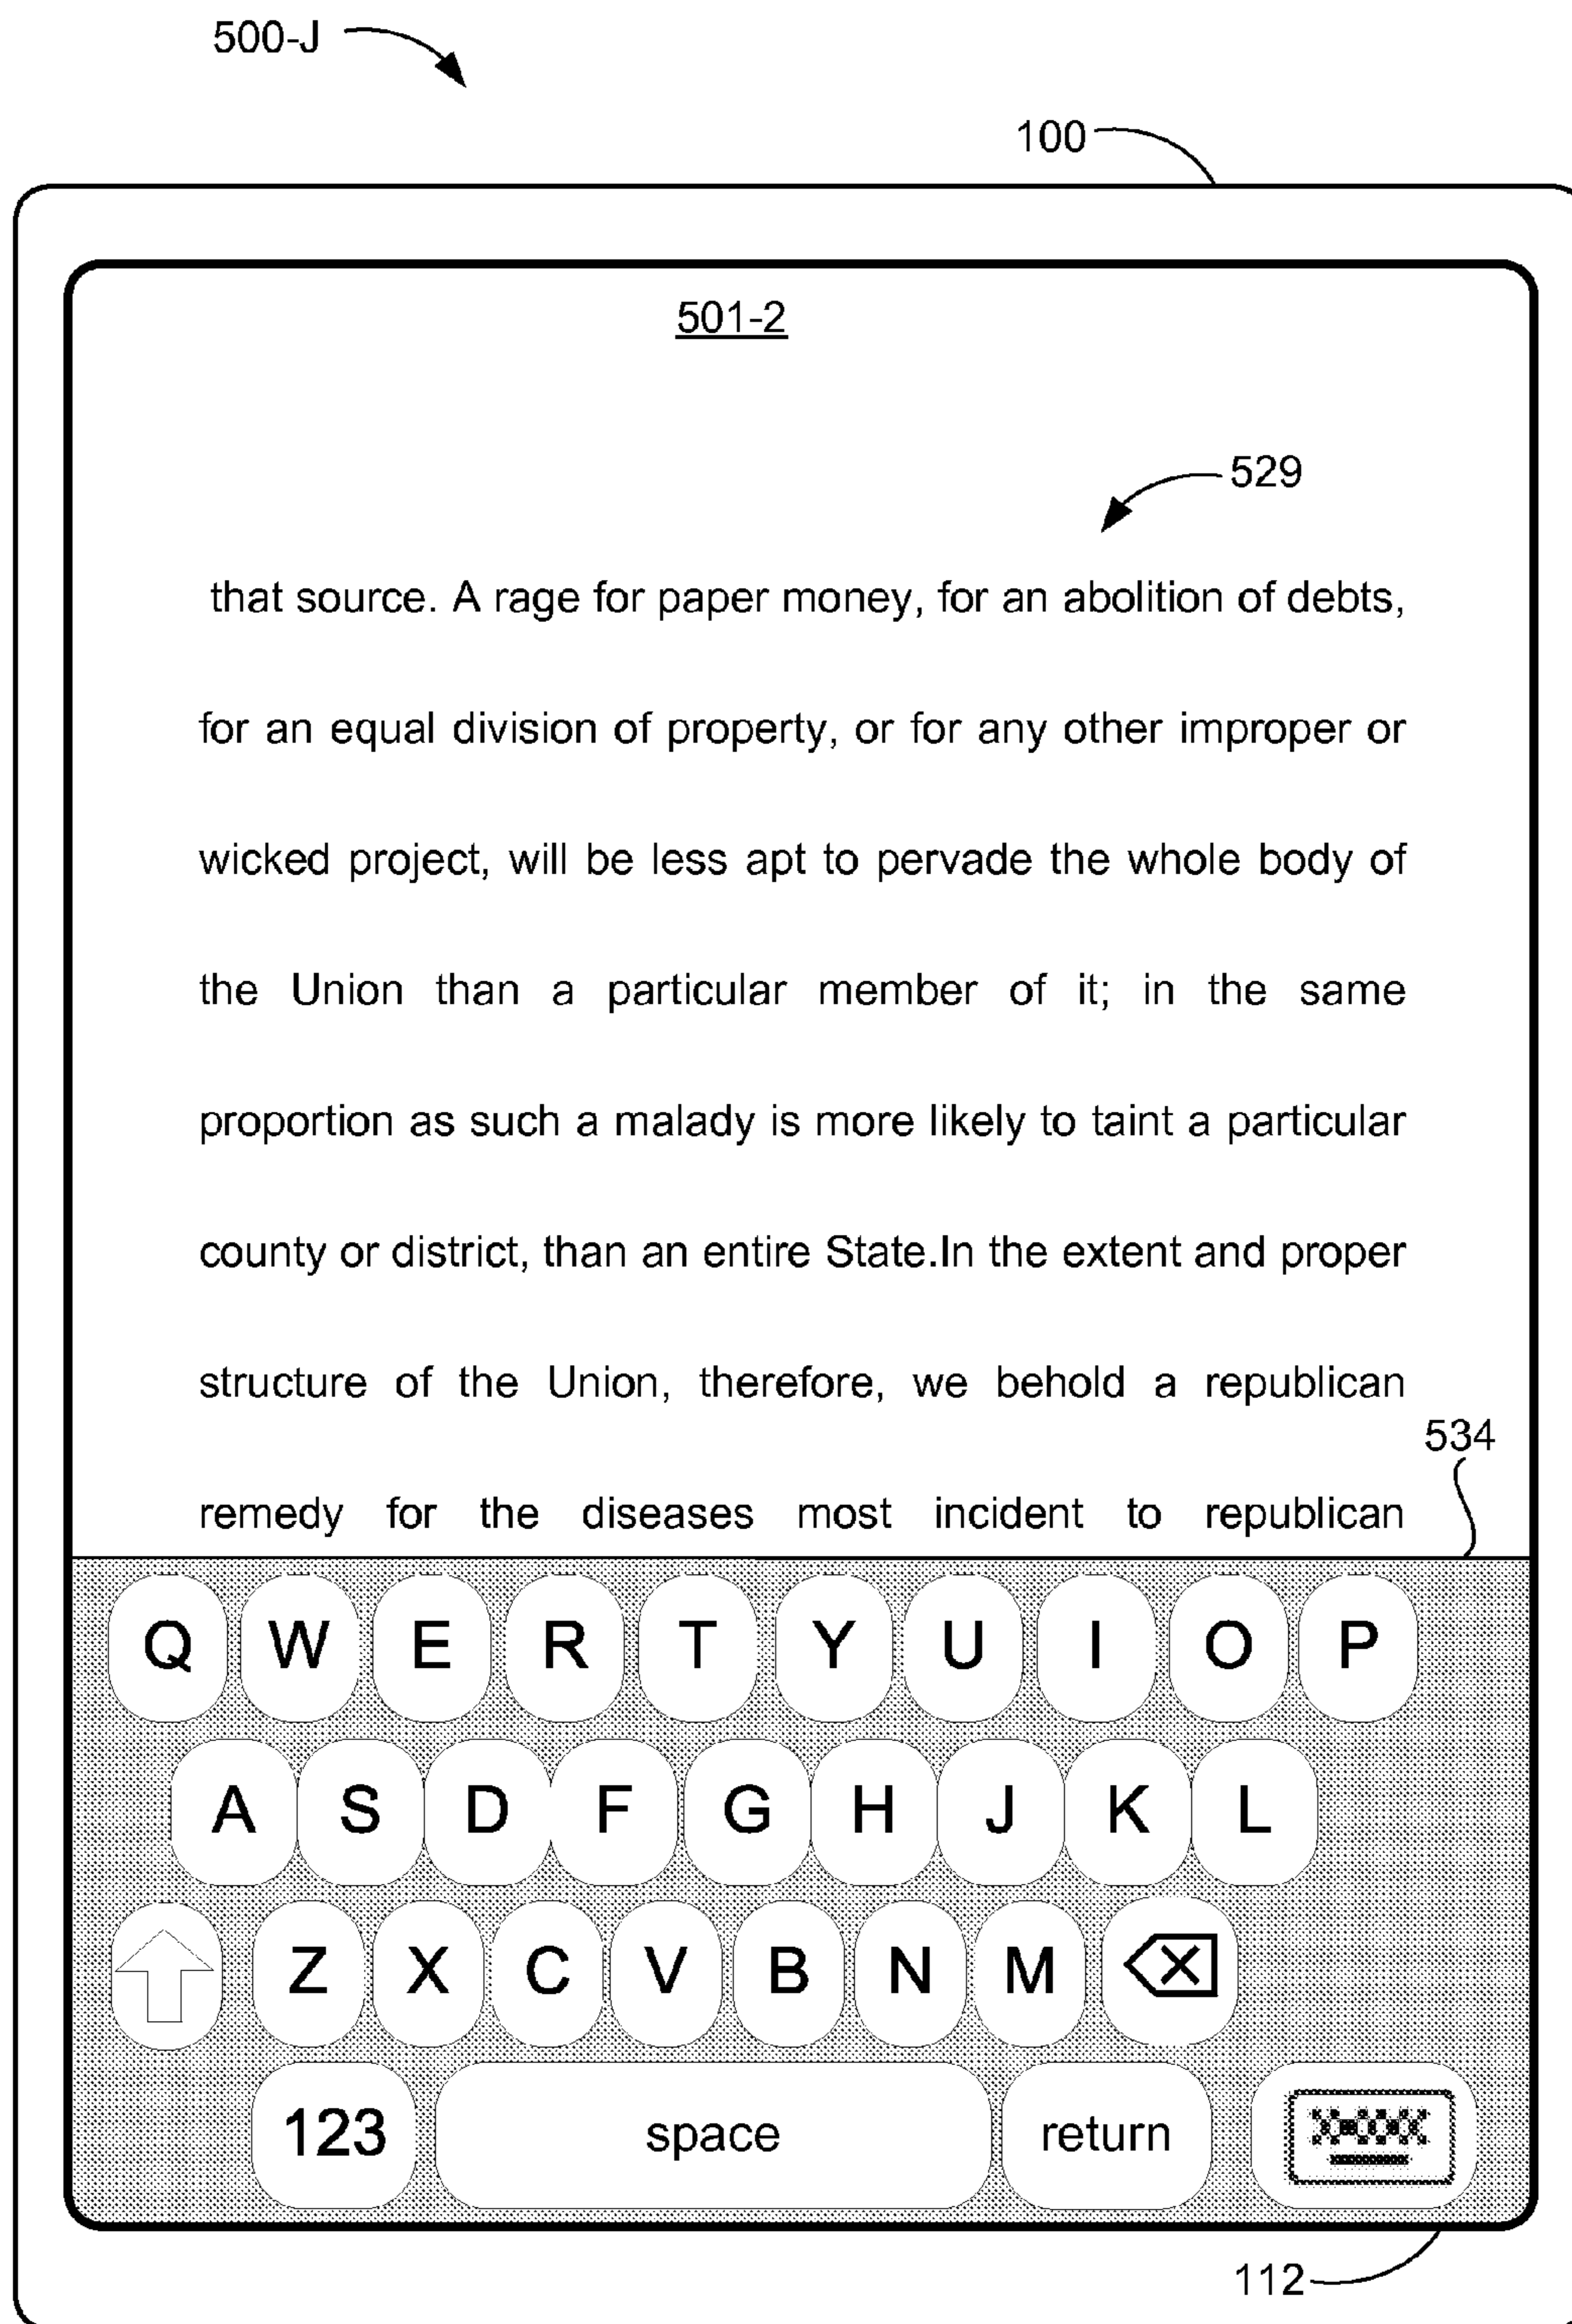 500-J
100
501-2
529
that source. A rage for paper money, for an abolition of debts,
for an equal division of property, or for any other improper or
wicked project, will be less apt to pervade the whole body of
the Union than a particular member of it; in the same
proportion as such a malady is more likely to taint a particular
county or district, than an entire State.In the extent and proper
structure of the Union, therefore, we behold a republican
534
remedy for the diseases most incident to republican
Q W E R T Y U I O P
A S D F G H J K L
Z X C V B N M
123 space return
112